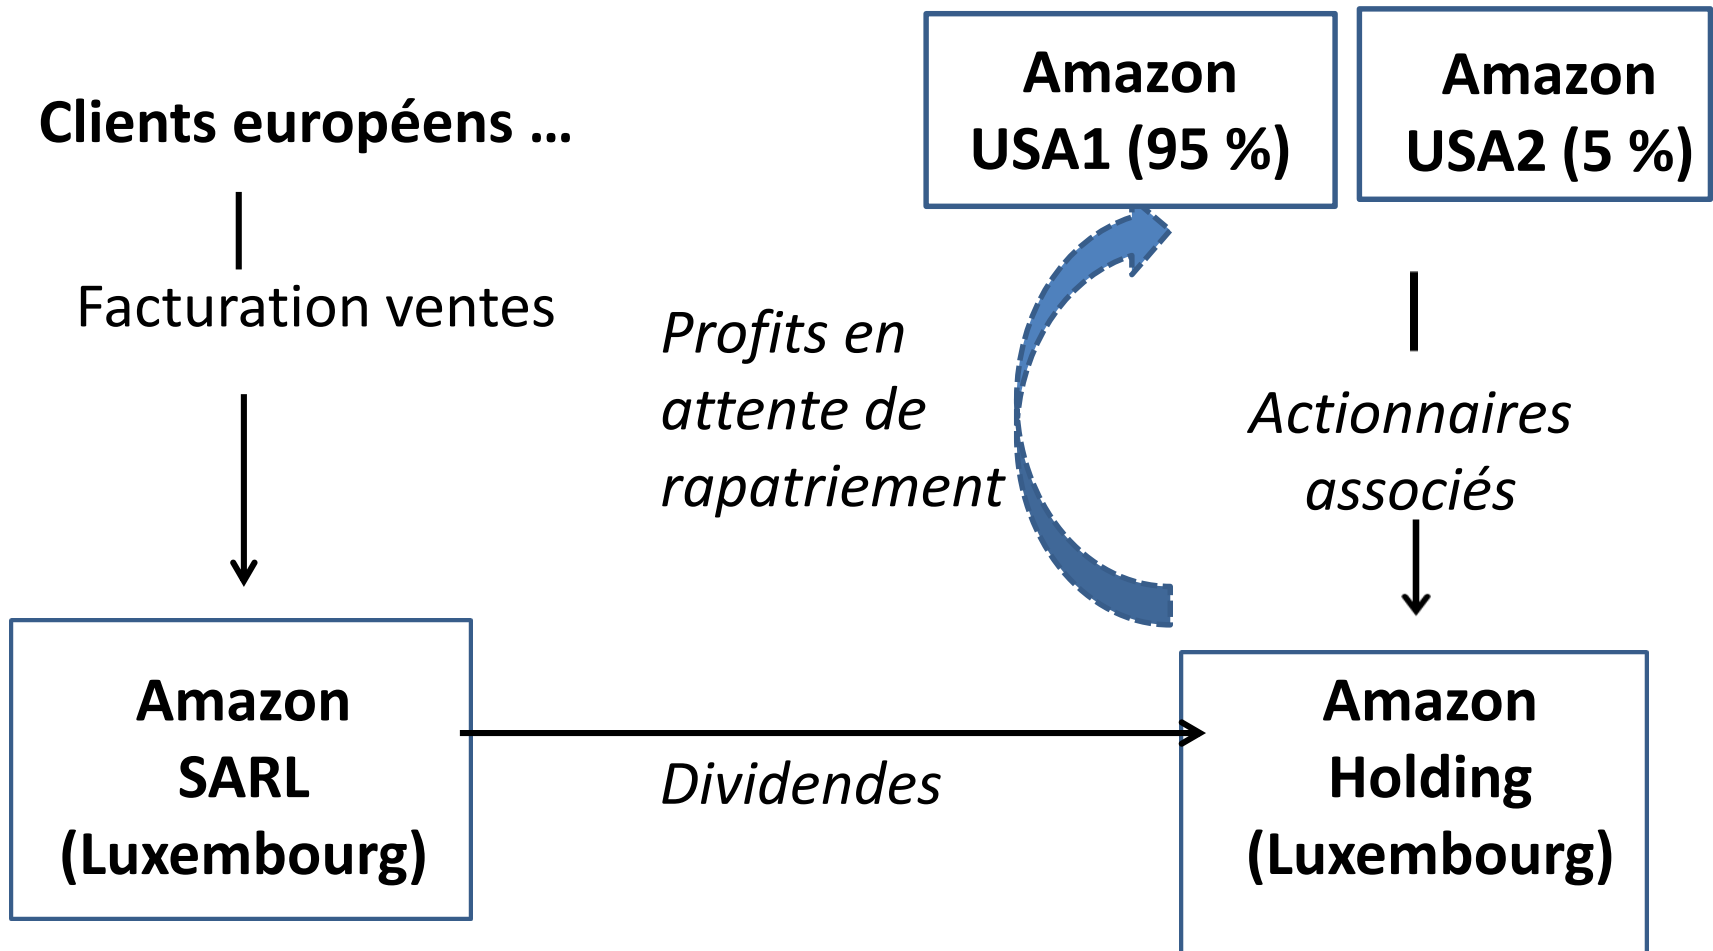 Clients européens …
Facturation ventes
Amazon
SARL
(Luxembourg)
Dividendes
Profits en
attente de
rapatriement
Amazon
USA1 (95 %)
Amazon
USA2 (5 %)
Actionnaires
associés
Amazon
Holding
(Luxembourg)